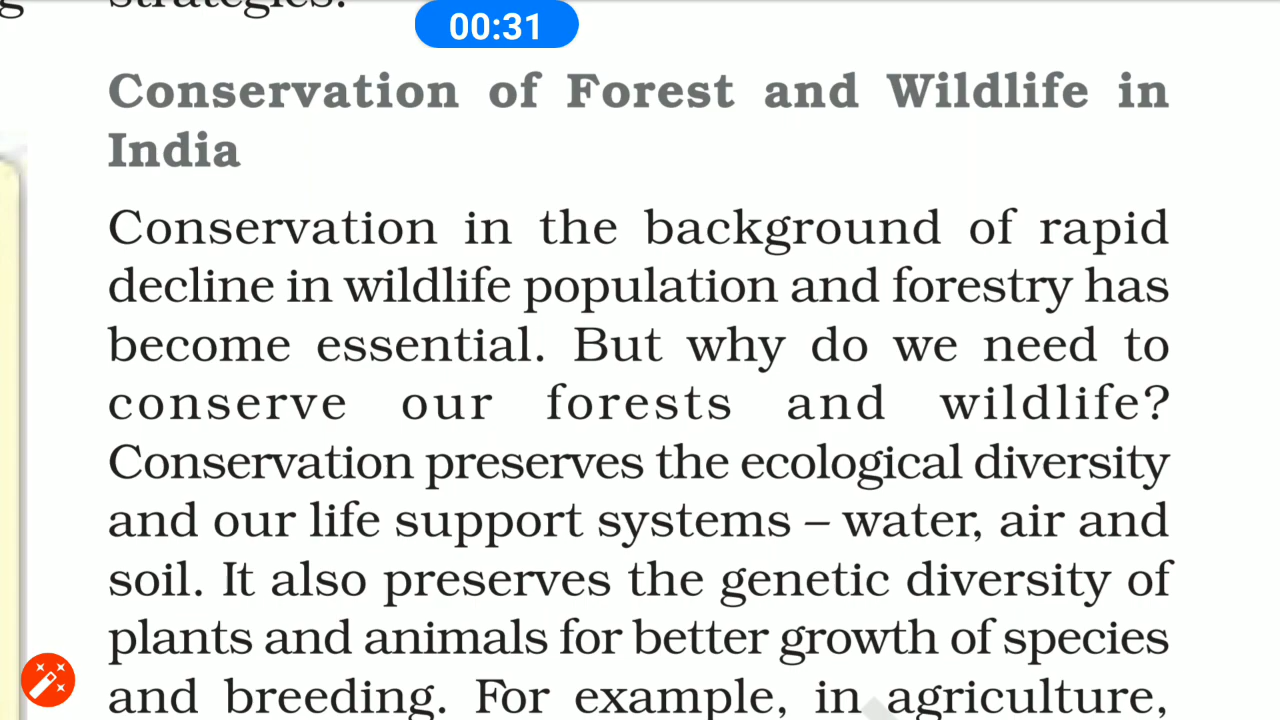 strategies.
00:31
Conservation of Forest and Wildlife in
India
Conservation in the background of rapid
decline in wildlife population and forestry has
become essential. But why do we need to
conserve our forests and wildlife?
Conservation preserves the ecological diversity
and our life support systems – water, air and
soil. It also preserves the genetic diversity of
plants and animals for better growth of species
and breeding. For example, in agriculture,